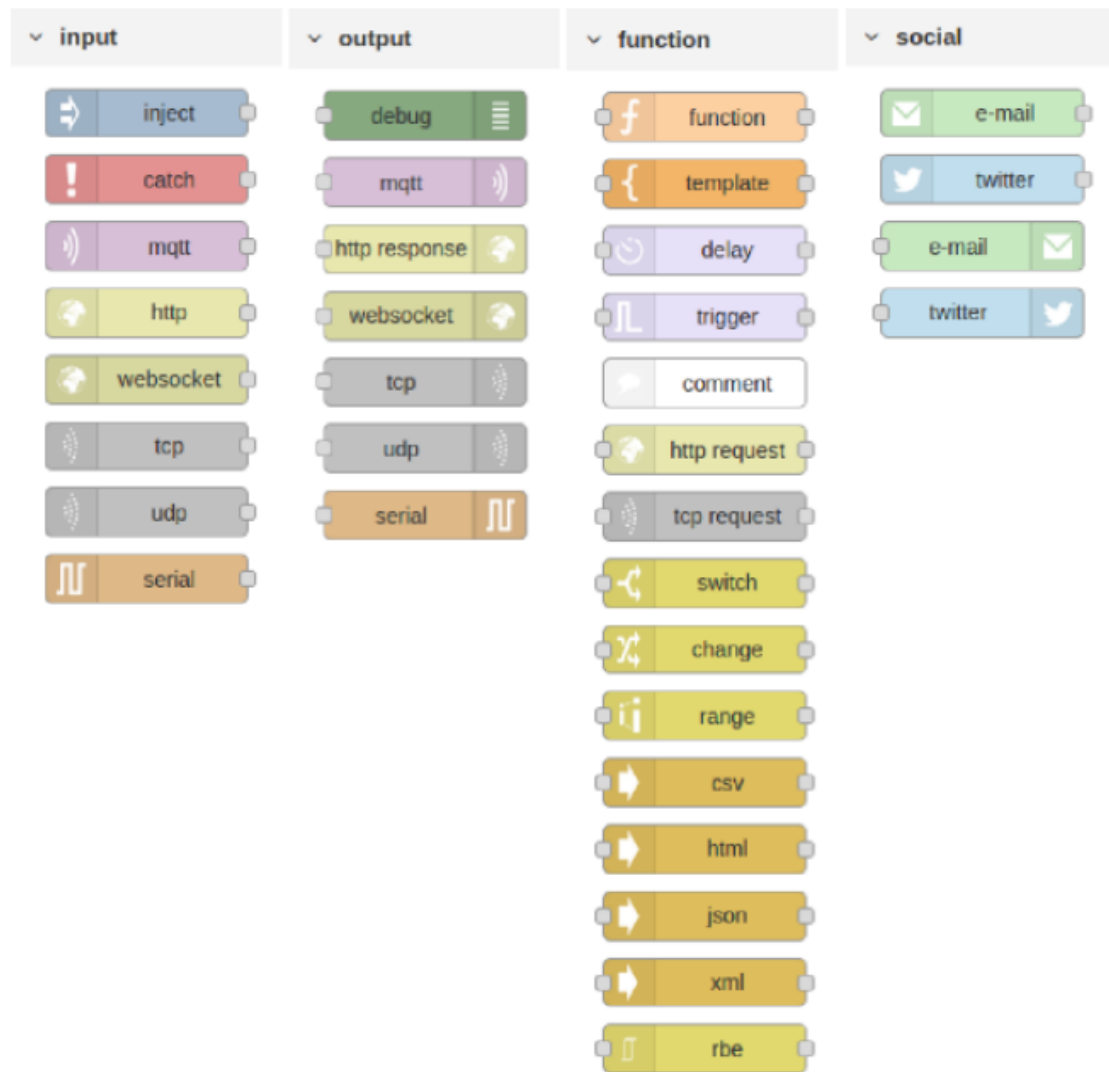 input
inject
catch
mqtt
http
websocket
tcp
udp
serial
output
debug
mqtt
http response
websocket
tcp
udp
serial
function
function
template
delay
trigger
comment
http request
tcp request
switch
change
range
csv
html
json
xml
rbe
social
e-mail
twitter
e-mail
twitter